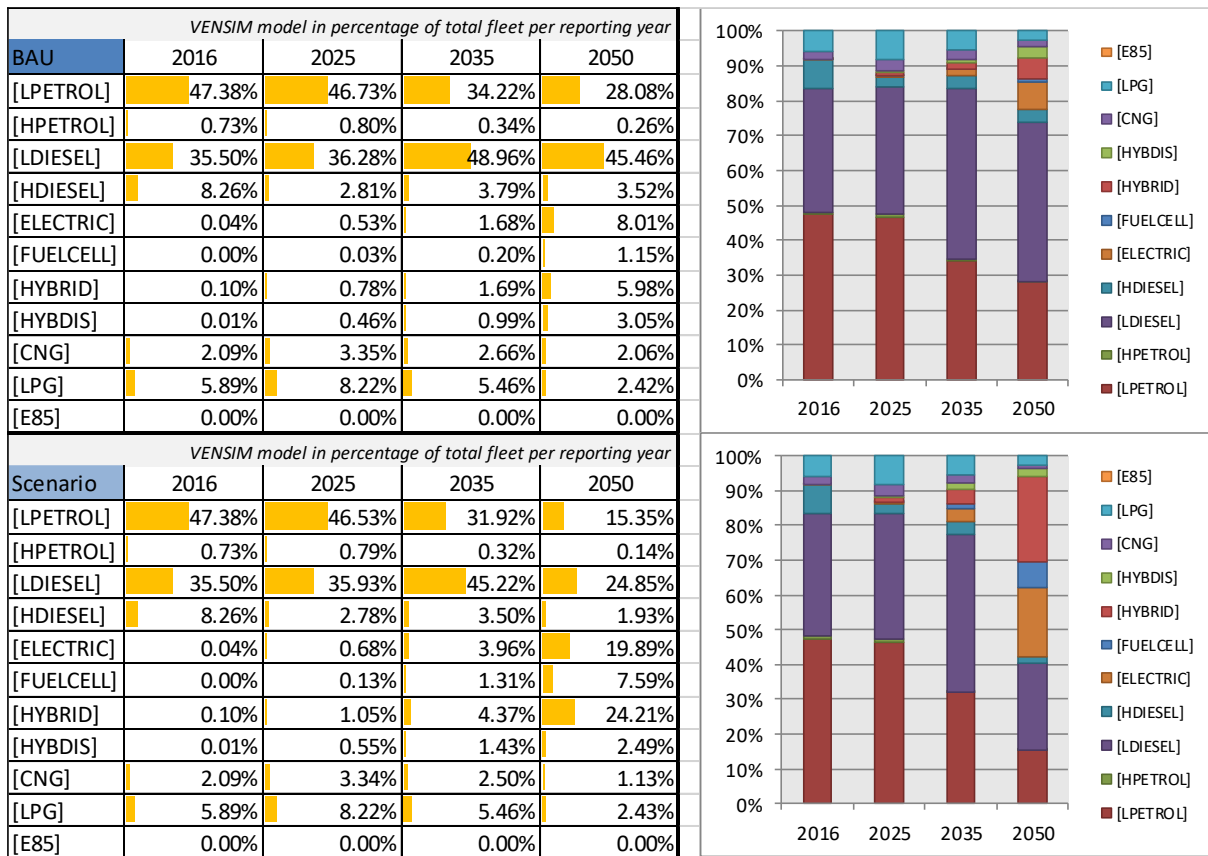 VENSIM model in percentage of total fleet per reporting year
BAU 2016 2025 2035 2050
[LPETROL] 47.38% 46.73% 34.22% 28.08%
[HPETROL] 0.73% 0.80% 0.34% 0.26%
[LDIESEL] 35.50% 36.28% 48.96% 45.46%
[HDIESEL] 8.26% 2.81% 3.79% 3.52%
[ELECTRIC] 0.04% 0.53% 1.68% 8.01%
[FUELCELL] 0.00% 0.03% 0.20% 1.15%
[HYBRID] 0.10% 0.78% 1.69% 5.98%
[HYBDIS] 0.01% 0.46% 0.99% 3.05%
[CNG] 2.09% 3.35% 2.66% 2.06%
[LPG] 5.89% 8.22% 5.46% 2.42%
[E85] 0.00% 0.00% 0.00% 0.00%
100%
90%
80%
70%
60%
50%
40%
30%
20%
10%
0%
2016 2025 2035 2050
[E85]
[LPG]
[CNG]
[HYBDIS]
[HYBRID]
[FUELCELL]
[ELECTRIC]
[HDIESEL]
[LDIESEL]
[HPETROL]
[LPETROL]
VENSIM model in percentage of total fleet per reporting year
Scenario 2016 2025 2035 2050
[LPETROL] 47.38% 46.53% 31.92% 15.35%
[HPETROL] 0.73% 0.79% 0.32% 0.14%
[LDIESEL] 35.50% 35.93% 45.22% 24.85%
[HDIESEL] 8.26% 2.78% 3.50% 1.93%
[ELECTRIC] 0.04% 0.68% 3.96% 19.89%
[FUELCELL] 0.00% 0.13% 1.31% 7.59%
[HYBRID] 0.10% 1.05% 4.37% 24.21%
[HYBDIS] 0.01% 0.55% 1.43% 2.49%
[CNG] 2.09% 3.34% 2.50% 1.13%
[LPG] 5.89% 8.22% 5.46% 2.43%
[E85] 0.00% 0.00% 0.00% 0.00%
100%
90%
80%
70%
60%
50%
40%
30%
20%
10%
0%
2016 2025 2035 2050
[E85]
[LPG]
[CNG]
[HYBDIS]
[HYBRID]
[FUELCELL]
[ELECTRIC]
[HDIESEL]
[LDIESEL]
[HPETROL]
[LPETROL]